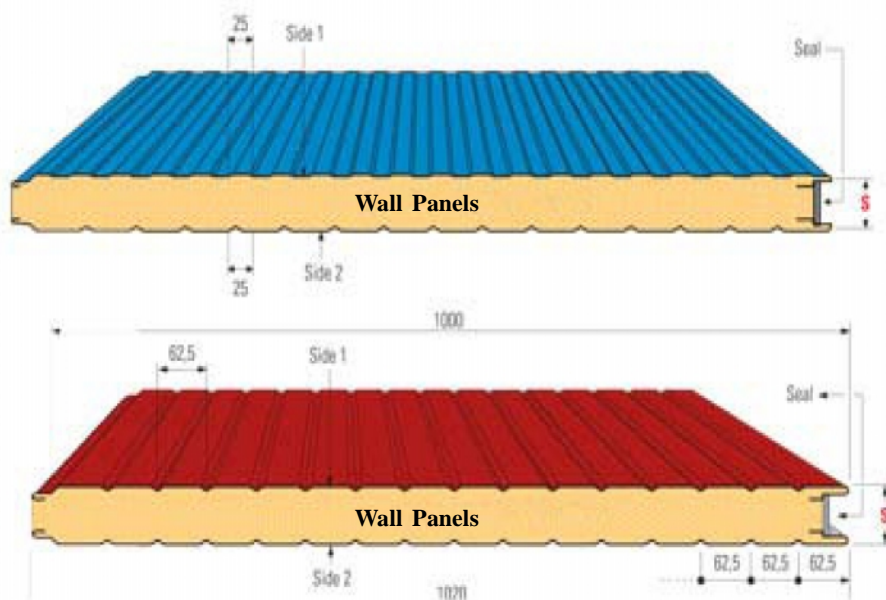 25
Side 1
Seal
Wall Panels
S
25
Side 2
1000
62,5
Side 1
Seal
Wall Panels
S
Side 2
62,5 62,5 62,5
1020